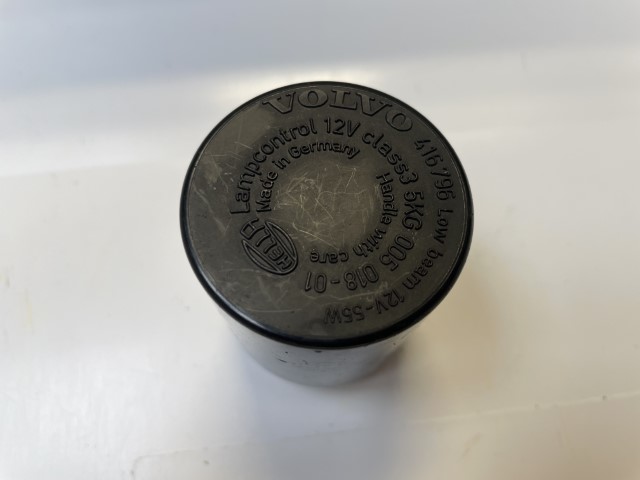 VOLVO 416796 Low beam 12V-55W
Lampcontrol 12V class3 5KG 005 018-01
Made in Germany
Handle with care
HELLA